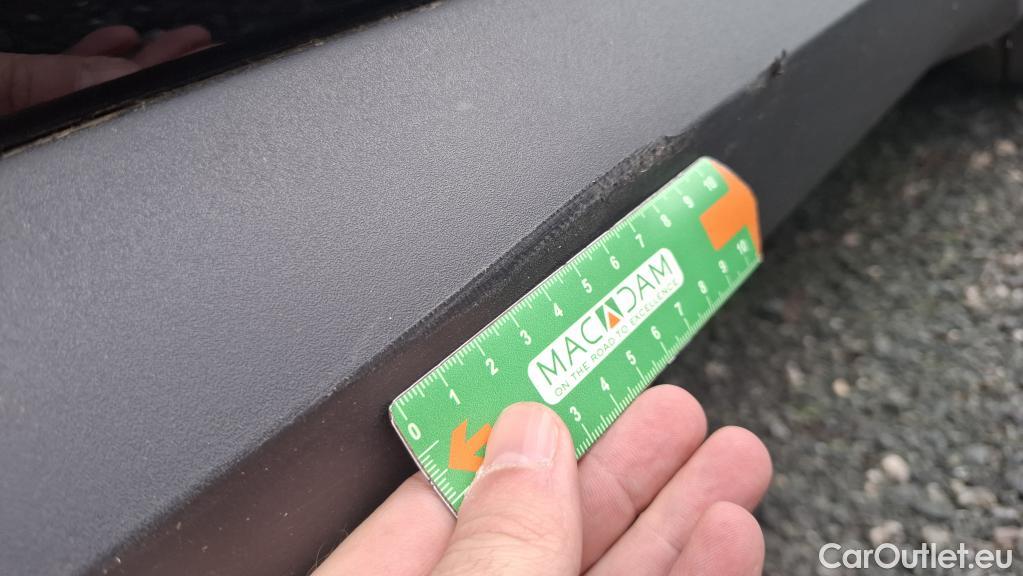 0 1 2 3 4 5 6 7 8 9 10
MACADAM
ON THE ROAD TO EXCELLENCE
3 4 5 6 7 8 9 10
CarOutlet.eu